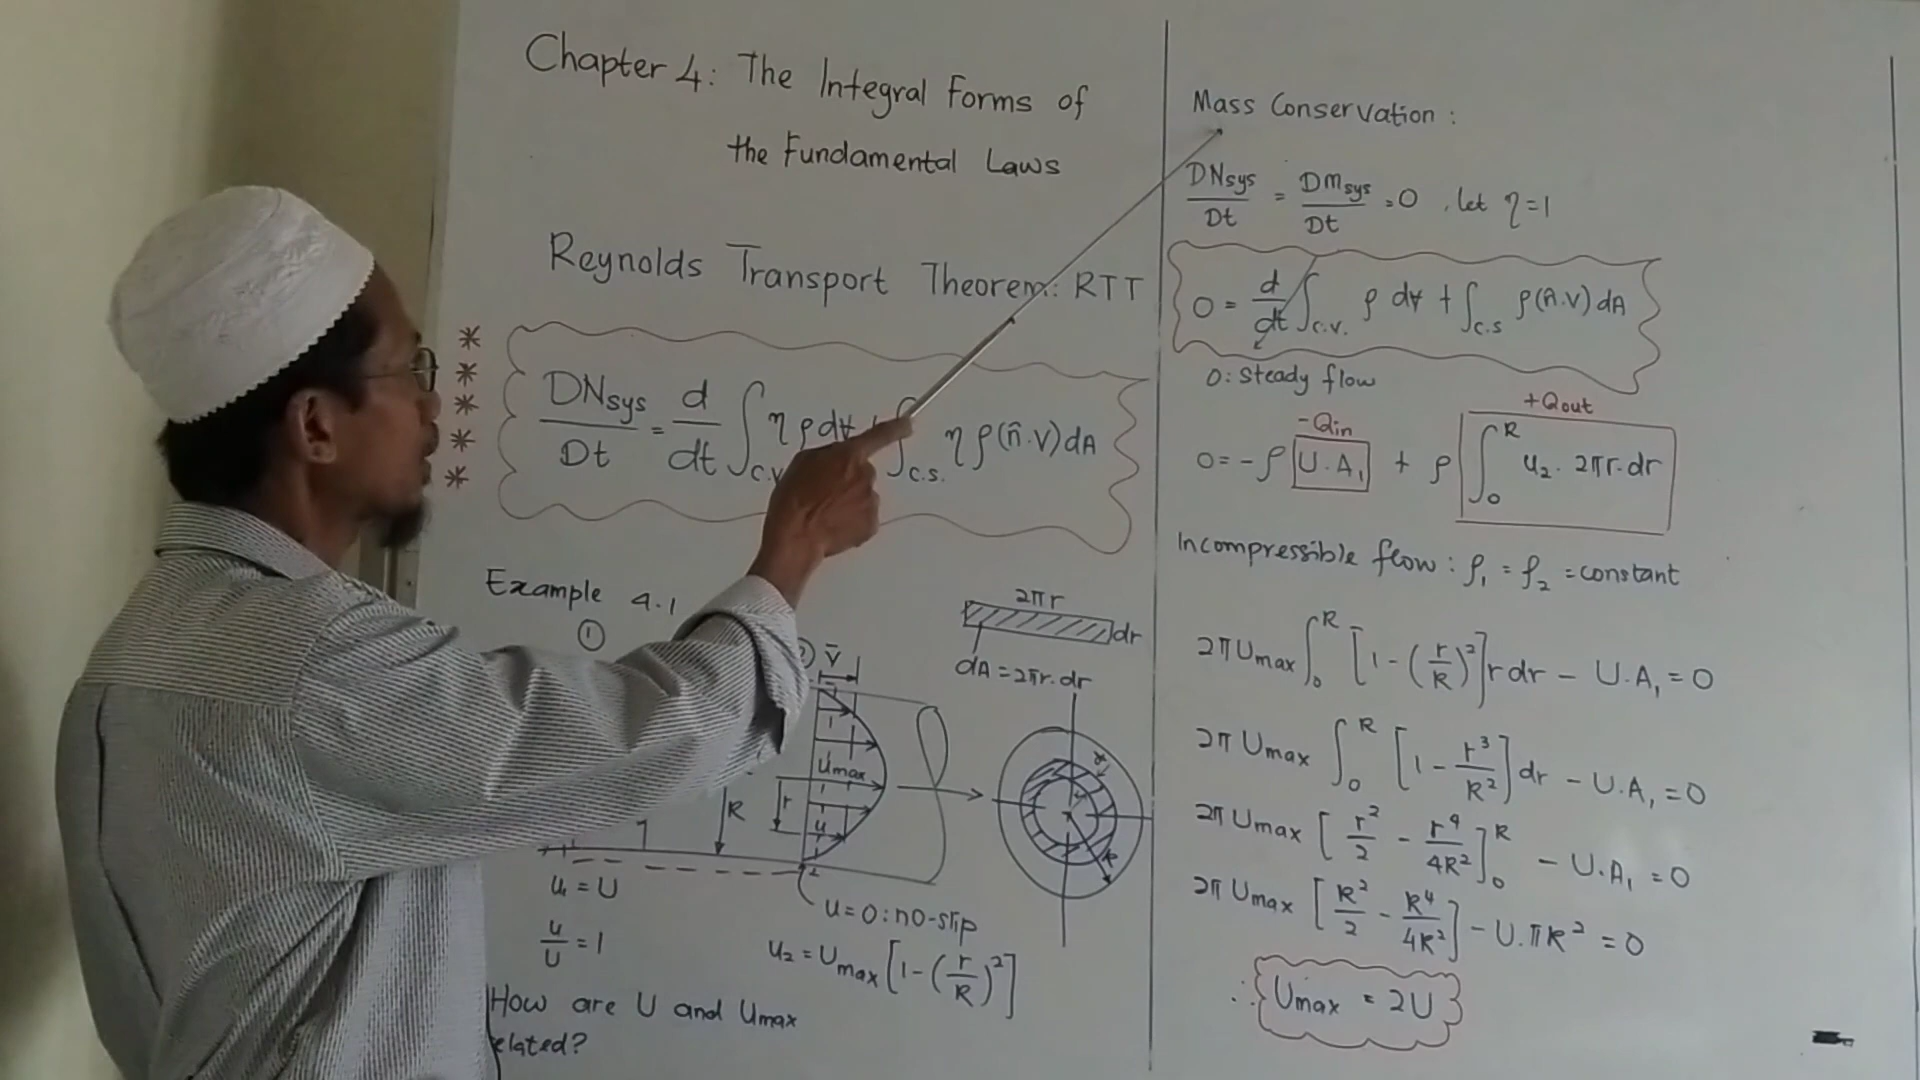 Chapter 4: The Integral Forms of
the Fundamental Laws
Reynolds Transport Theorem: RTT
*
*
*
*
*
DNsys/Dt = d/dt ∫c.v. η ρ d∀ + ∫c.s. η ρ(n̂.V)dA
Example 4.1
①
V̄
2πr
dr
dA = 2πr.dr
Umax
r
u
R
r
R
u₁ = U
u/U = 1
u = 0 : no-slip
u₂ = Umax [1 - (r/R)²]
How are U and Umax
elated?
Mass Conservation :
DNsys/Dt = Dmsys/Dt = 0 , let η = 1
0 = d/dt ∫c.v. ρ d∀ + ∫c.s ρ(n̂.V) dA
0: Steady flow
-Qin
+Qout
0 = - ρ U.A₁ + ρ ∫₀ᴿ u₂. 2πr.dr
Incompressible flow : ρ₁ = ρ₂ = constant
2πUmax ∫₀ᴿ [1 - (r/R)²] r dr - U.A₁ = 0
2π Umax ∫₀ᴿ [1 - r³/R²] dr - U.A₁ = 0
2π Umax [r²/2 - r⁴/4R²]₀ᴿ - U.A₁ = 0
2π Umax [R²/2 - R⁴/4R²] - U.πR² = 0
∴ Umax = 2U